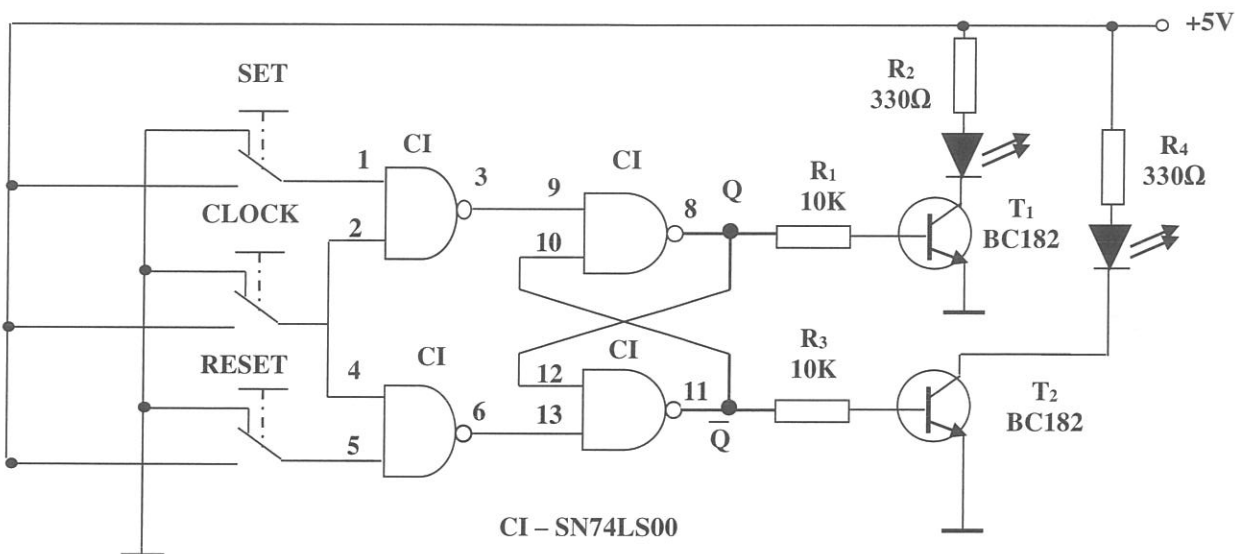 +5V
SET
R2
330Ω
CI
CI
R4
330Ω
1
3
9
8
Q
R1
10K
T1
BC182
CLOCK
2
10
RESET
CI
4
CI
12
11
R3
10K
T2
BC182
6
13
Q̅
5
CI – SN74LS00